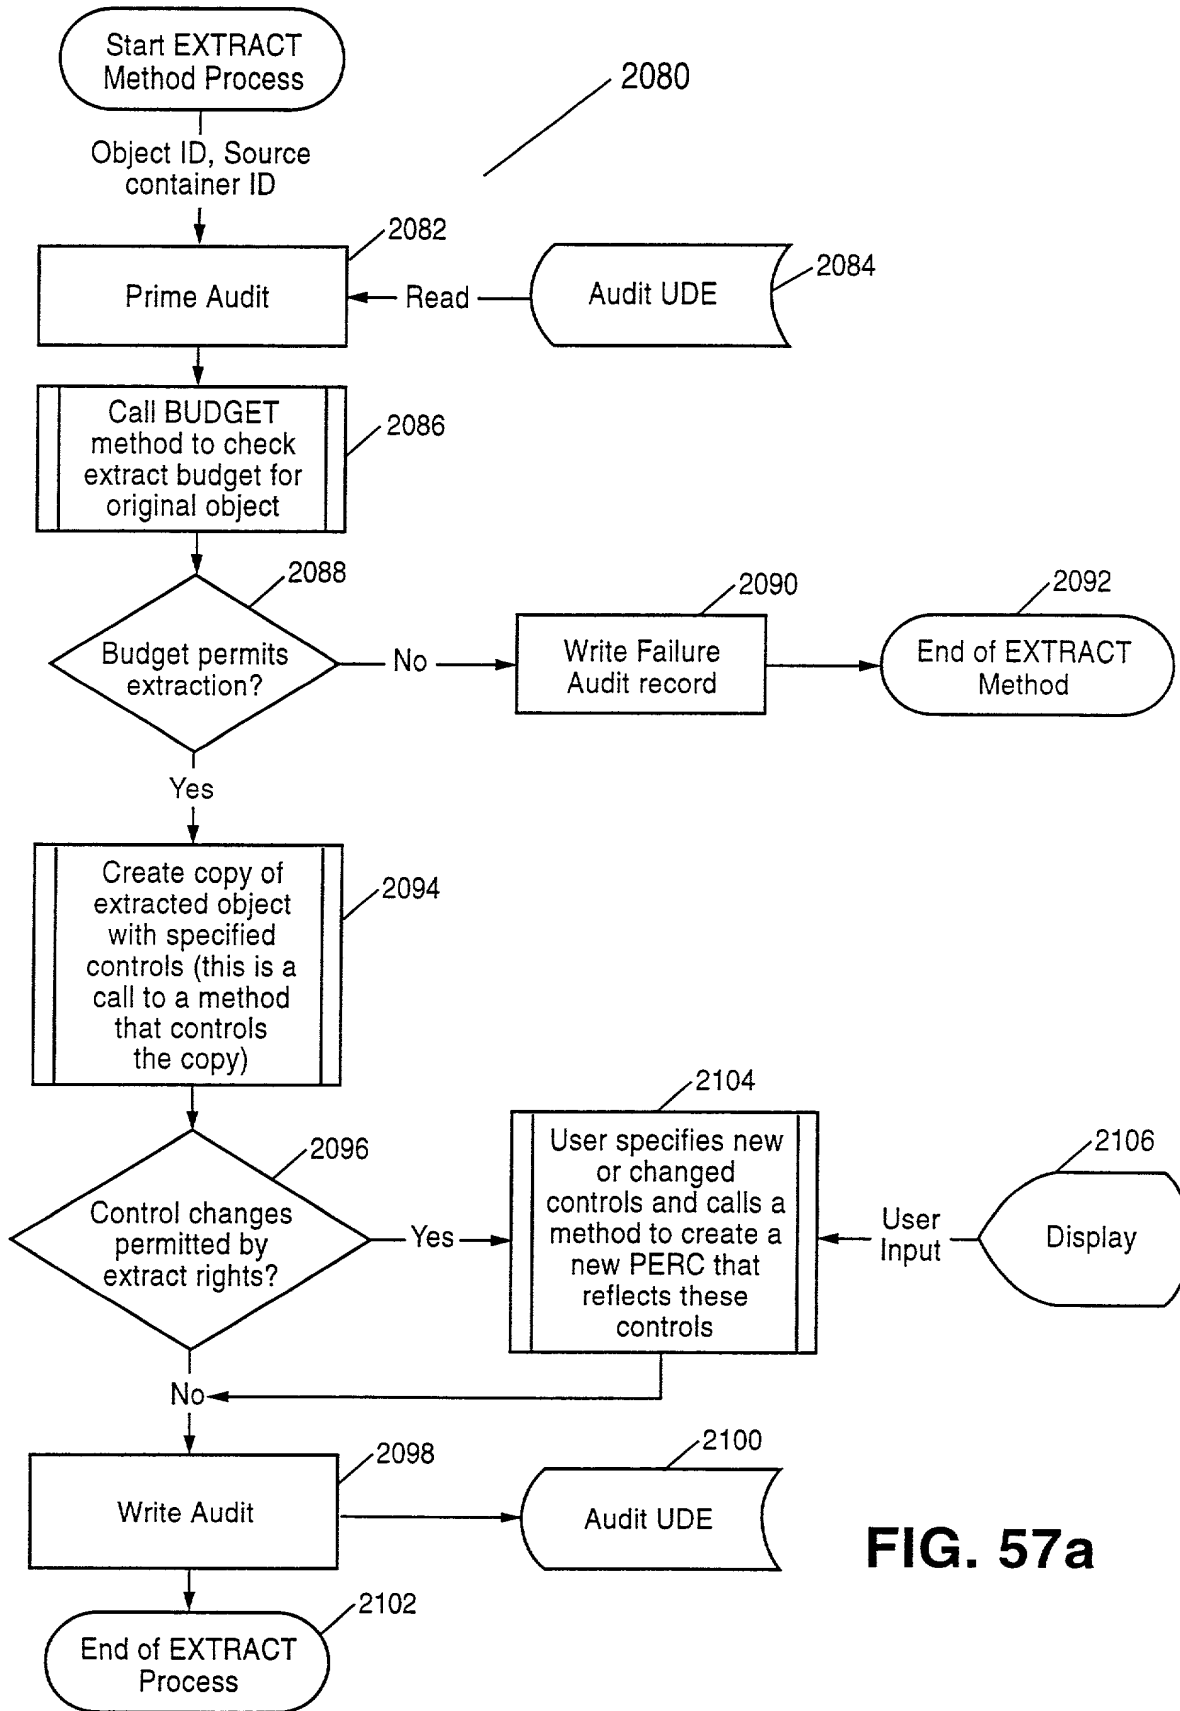 Start EXTRACT
Method Process
2080
Object ID, Source
container ID
2082
Prime Audit
Read
Audit UDE
2084
Call BUDGET
method to check
extract budget for
original object
2086
2088
Budget permits
extraction?
No
2090
Write Failure
Audit record
2092
End of EXTRACT
Method
Yes
Create copy of
extracted object
with specified
controls (this is a
call to a method
that controls
the copy)
2094
2096
Control changes
permitted by
extract rights?
Yes
2104
User specifies new
or changed
controls and calls a
method to create a
new PERC that
reflects these
controls
User
Input
2106
Display
No
2098
Write Audit
2100
Audit UDE
FIG. 57a
2102
End of EXTRACT
Process